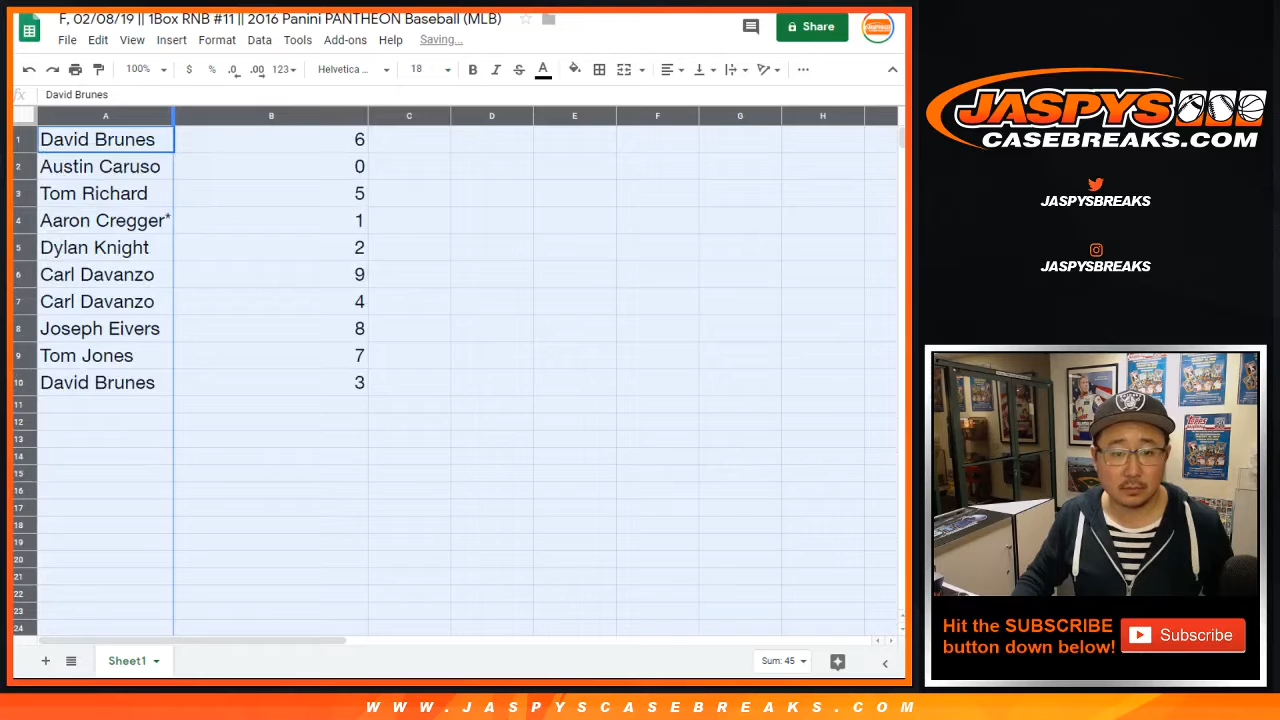 F, 02/08/19 || 1Box RNB #11 || 2016 Panini PANTHEON Baseball (MLB)
File Edit View Insert Format Data Tools Add-ons Help Saving...
Share
100% $ % .0 .00 123 Helvetica ... 18 B I S A
fx David Brunes
A B C D E F G H
1 David Brunes 6
2 Austin Caruso 0
3 Tom Richard 5
4 Aaron Cregger* 1
5 Dylan Knight 2
6 Carl Davanzo 9
7 Carl Davanzo 4
8 Joseph Eivers 8
9 Tom Jones 7
10 David Brunes 3
11
12
13
14
15
16
17
18
19
20
21
22
23
24
Sheet1
Sum: 45
JASPYS
CASEBREAKS.COM
JASPYSBREAKS
JASPYSBREAKS
Hit the SUBSCRIBE
button down below!
Subscribe
WWW.JASPYSCASEBREAKS.COM